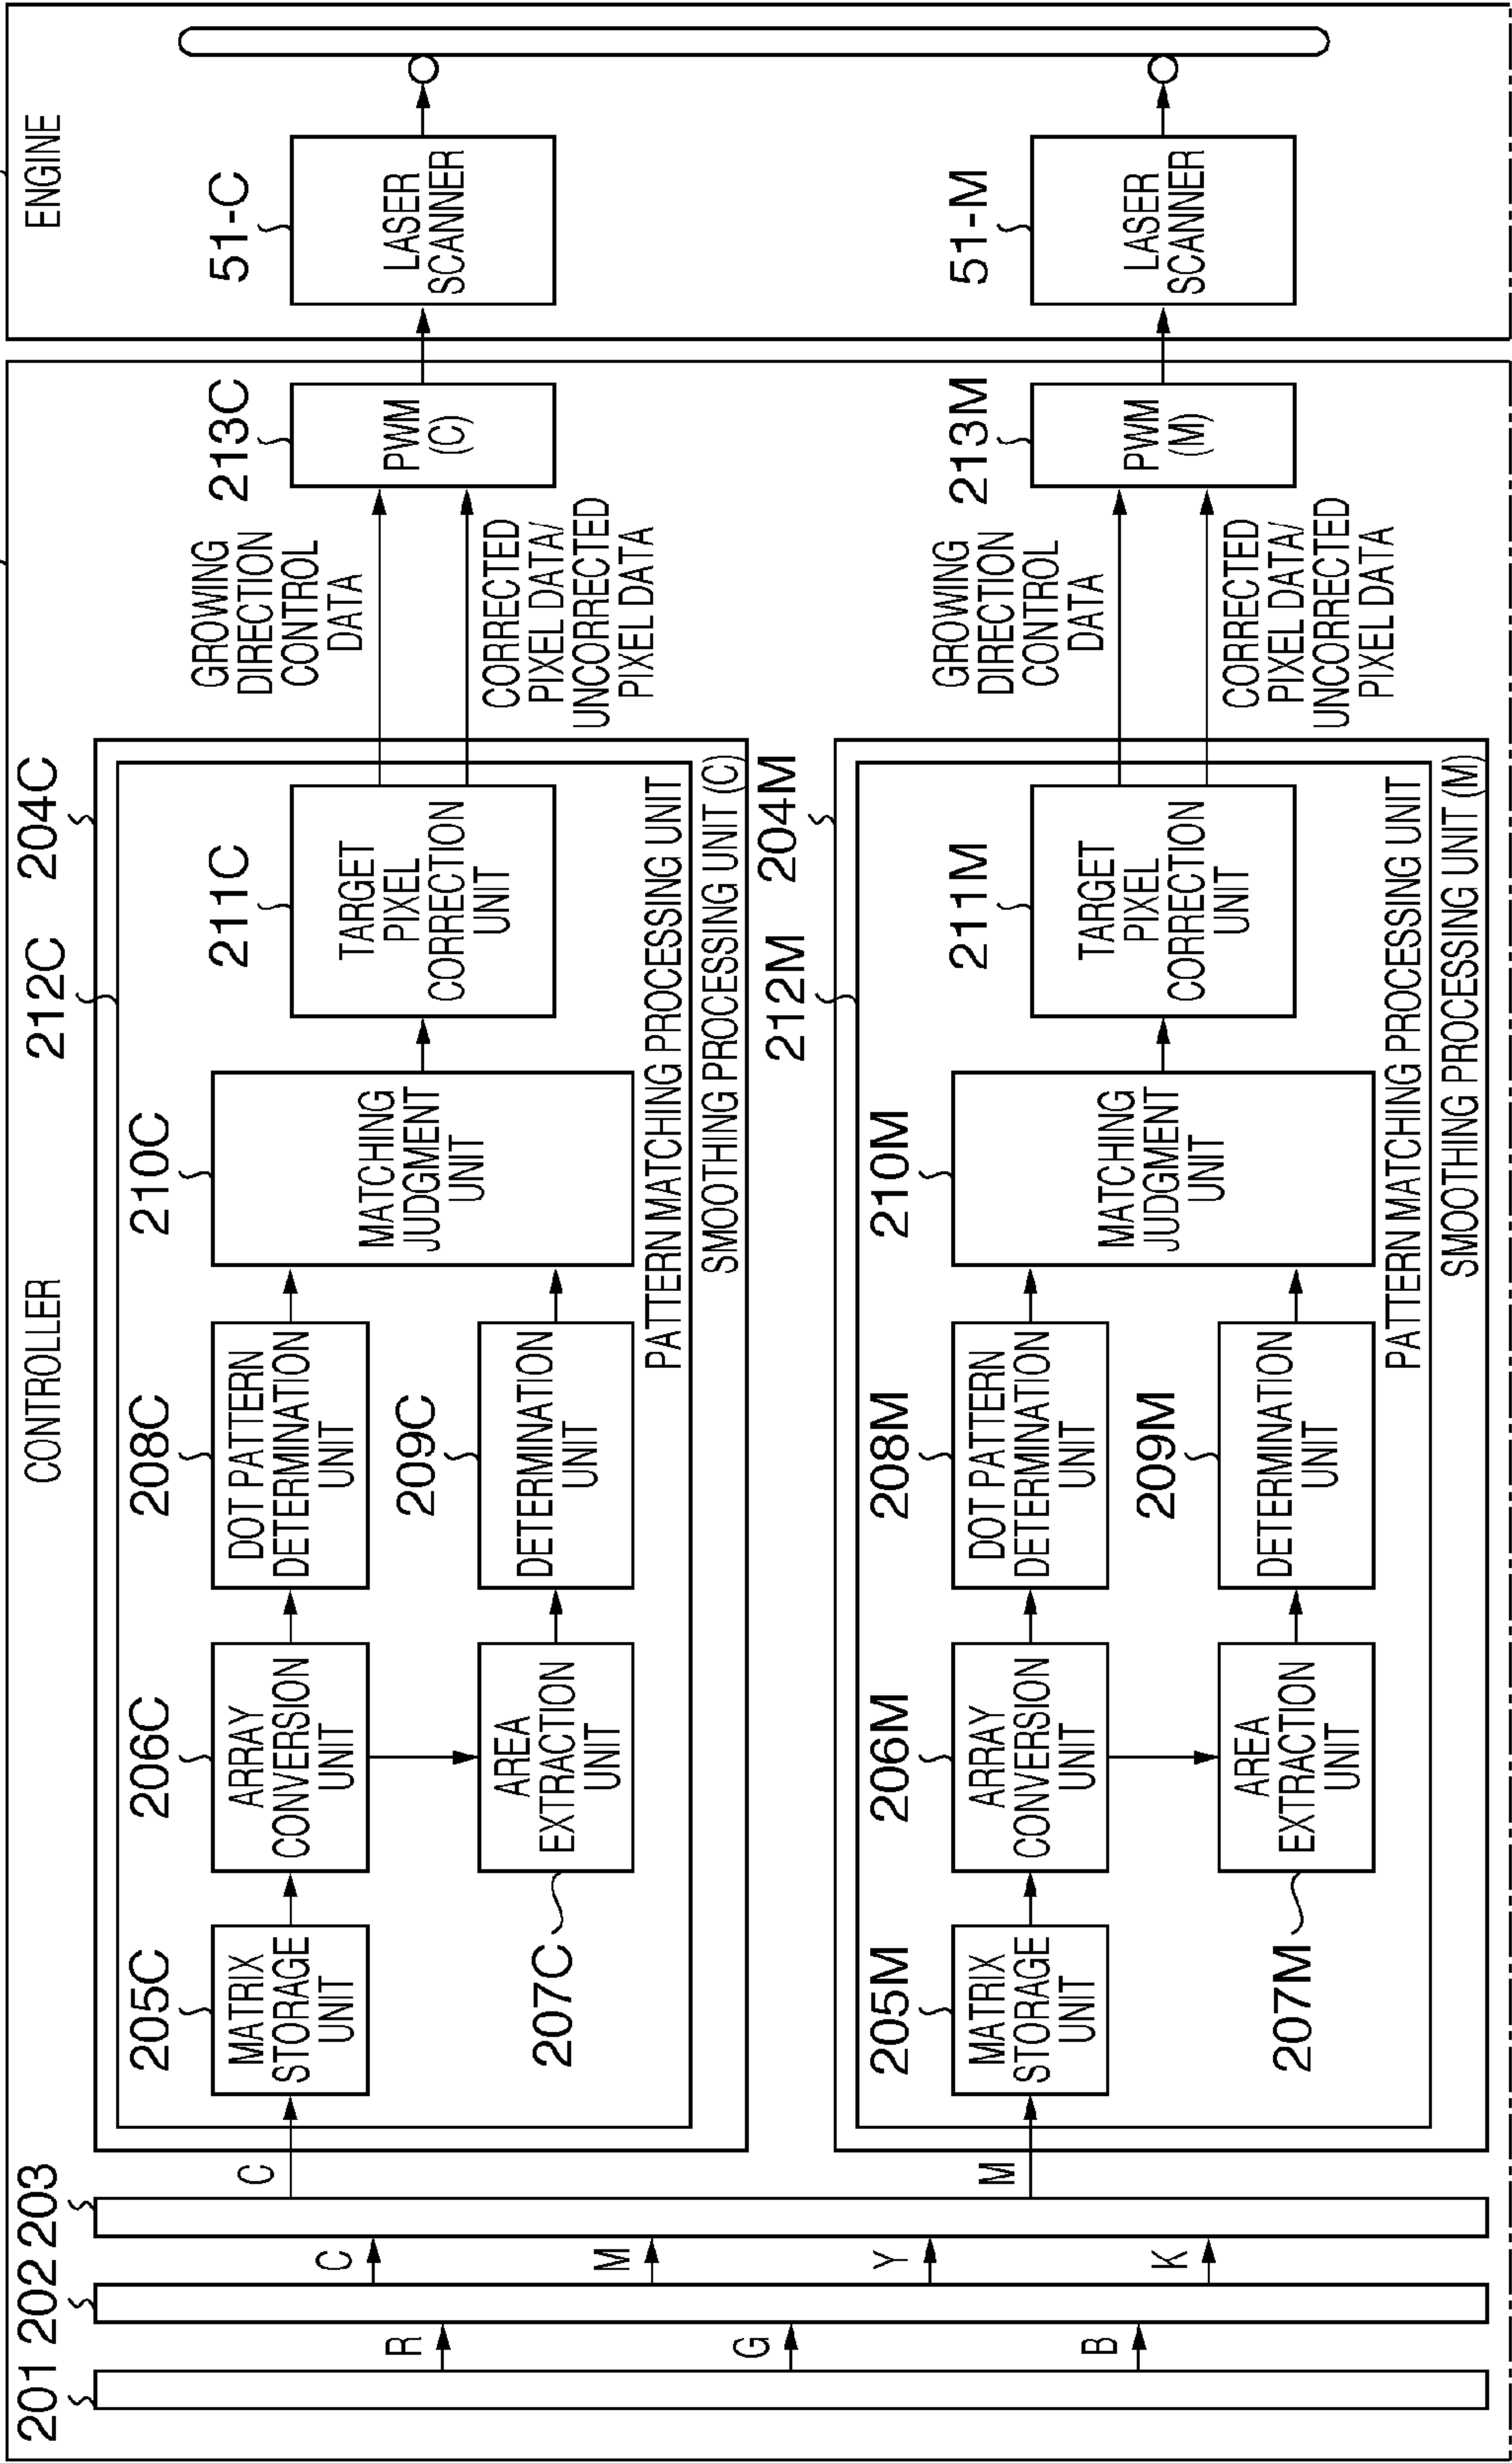 CONTROLLER
ENGINE
201
202
203
R
G
B
C
M
Y
K
C
M
212C
204C
205C
MATRIX
STORAGE
UNIT
206C
ARRAY
CONVERSION
UNIT
207C
AREA
EXTRACTION
UNIT
208C
DOT PATTERN
DETERMINATION
UNIT
209C
DETERMINATION
UNIT
210C
MATCHING
JUDGMENT
UNIT
211C
TARGET
PIXEL
CORRECTION
UNIT
PATTERN MATCHING PROCESSING UNIT
SMOOTHING PROCESSING UNIT (C)
GROWING
DIRECTION
CONTROL
DATA
CORRECTED
PIXEL DATA/
UNCORRECTED
PIXEL DATA
213C
PWM
(C)
51-C
LASER
SCANNER
212M
204M
205M
MATRIX
STORAGE
UNIT
206M
ARRAY
CONVERSION
UNIT
207M
AREA
EXTRACTION
UNIT
208M
DOT PATTERN
DETERMINATION
UNIT
209M
DETERMINATION
UNIT
210M
MATCHING
JUDGMENT
UNIT
211M
TARGET
PIXEL
CORRECTION
UNIT
PATTERN MATCHING PROCESSING UNIT
SMOOTHING PROCESSING UNIT (M)
GROWING
DIRECTION
CONTROL
DATA
CORRECTED
PIXEL DATA/
UNCORRECTED
PIXEL DATA
213M
PWM
(M)
51-M
LASER
SCANNER